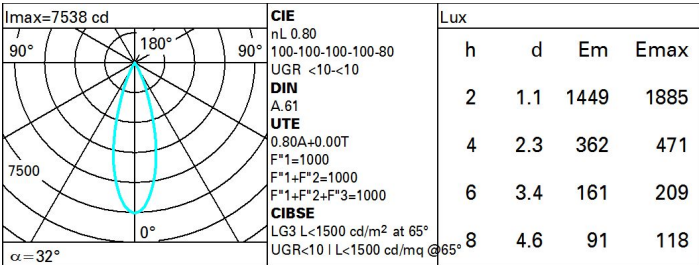 Imax=7538 cd
90°
180°
90°
7500
0°
α=32°
CIE
nL 0.80
100-100-100-100-80
UGR <10-<10
DIN
A.61
UTE
0.80A+0.00T
F"1=1000
F"1+F"2=1000
F"1+F"2+F"3=1000
CIBSE
LG3 L<1500 cd/m² at 65°
UGR<10 | L<1500 cd/mq @65°
Lux
h d Em Emax
2 1.1 1449 1885
4 2.3 362 471
6 3.4 161 209
8 4.6 91 118